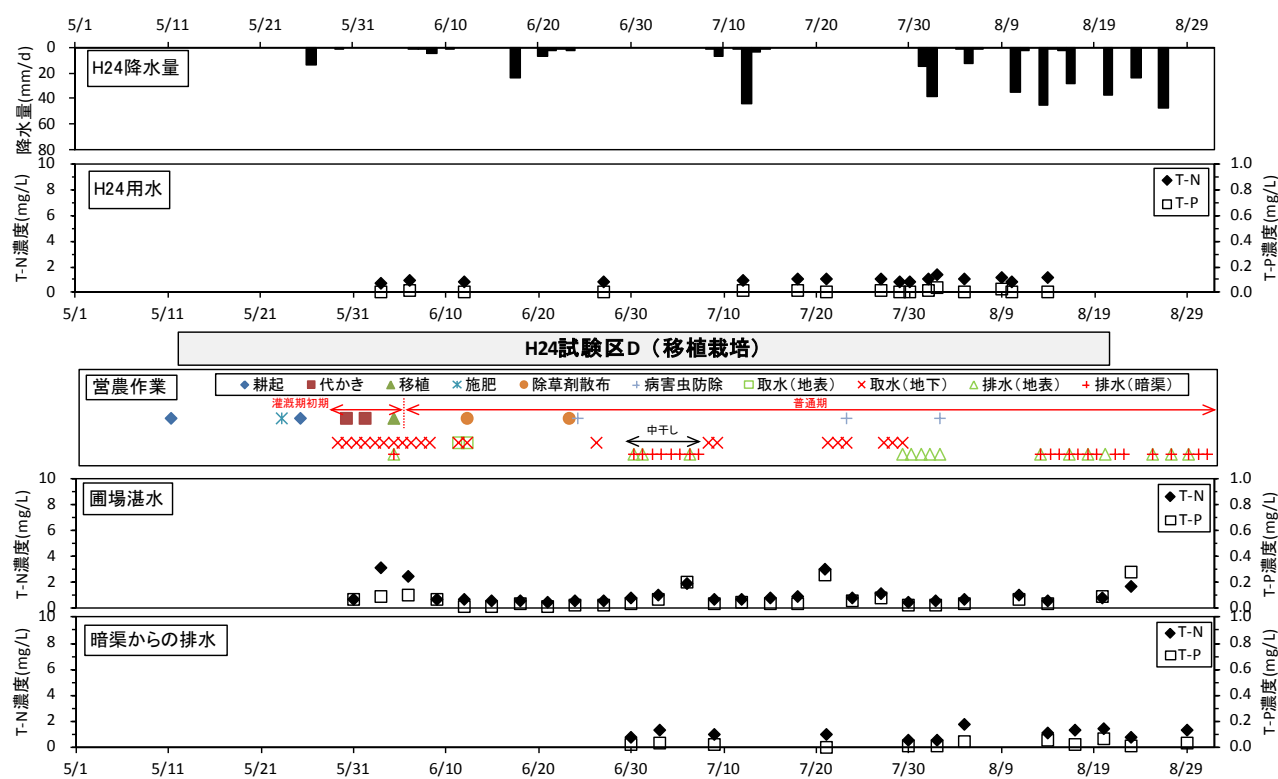 5/1 5/11 5/21 5/31 6/10 6/20 6/30 7/10 7/20 7/30 8/9 8/19 8/29
降水量(mm/d)
0
20
40
60
80
H24降水量
T-N濃度(mg/L)
10
8
6
4
2
0
H24用水
T-N
T-P
1.0
0.8
0.6
0.4
0.2
0.0
T-P濃度(mg/L)
5/1 5/11 5/21 5/31 6/10 6/20 6/30 7/10 7/20 7/30 8/9 8/19 8/29
H24試験区D（移植栽培）
営農作業
耕起 代かき 移植 施肥 除草剤散布 病害虫防除 取水（地表） 取水（地下） 排水（地表） 排水（暗渠）
灌漑期初期 普通期
中干し
T-N濃度(mg/L)
10
8
6
4
2
0
圃場湛水
T-N
T-P
1.0
0.8
0.6
0.4
0.2
0.0
T-P濃度(mg/L)
T-N濃度(mg/L)
10
8
6
4
2
0
暗渠からの排水
T-N
T-P
1.0
0.8
0.6
0.4
0.2
0.0
T-P濃度(mg/L)
5/1 5/11 5/21 5/31 6/10 6/20 6/30 7/10 7/20 7/30 8/9 8/19 8/29